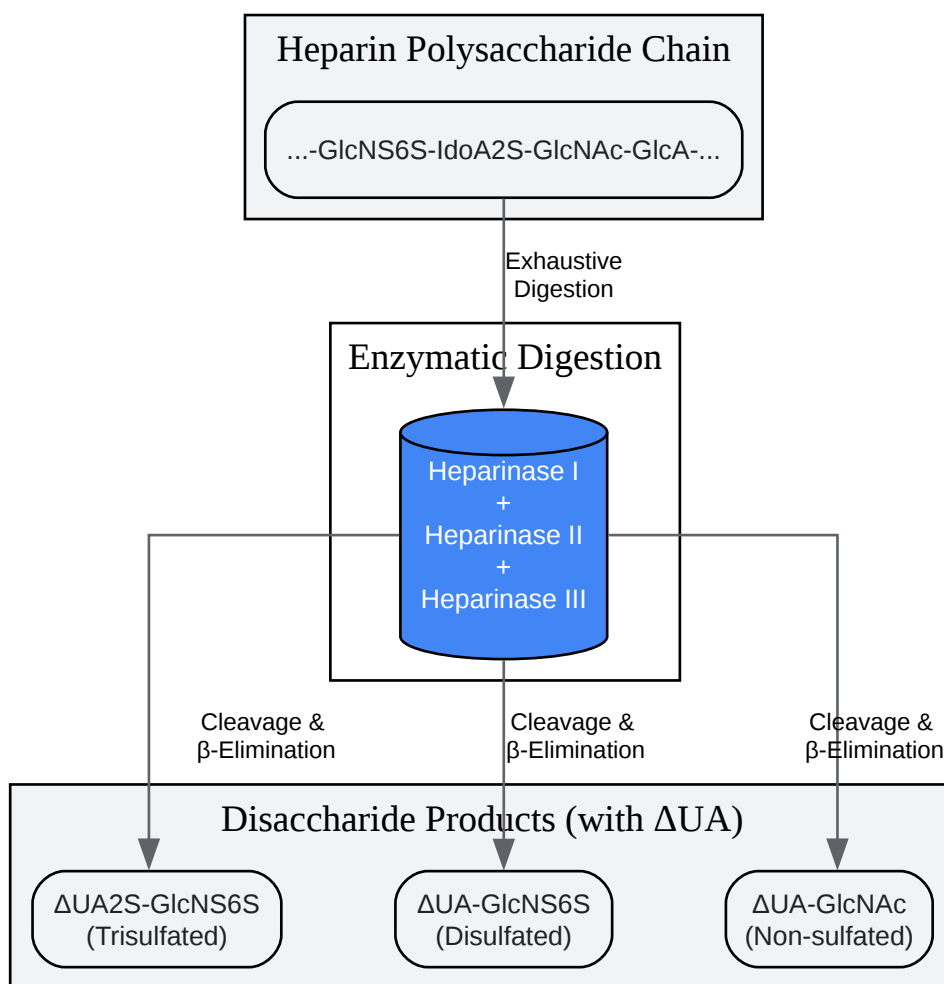 Heparin Polysaccharide Chain
...-GlcNS6S-IdoA2S-GlcNAc-GlcA-...
Exhaustive
Digestion
Enzymatic Digestion
Heparinase I
+
Heparinase II
+
Heparinase III
Cleavage &
β-Elimination
Cleavage &
β-Elimination
Cleavage &
β-Elimination
Disaccharide Products (with ΔUA)
ΔUA2S-GlcNS6S
(Trisulfated)
ΔUA-GlcNS6S
(Disulfated)
ΔUA-GlcNAc
(Non-sulfated)